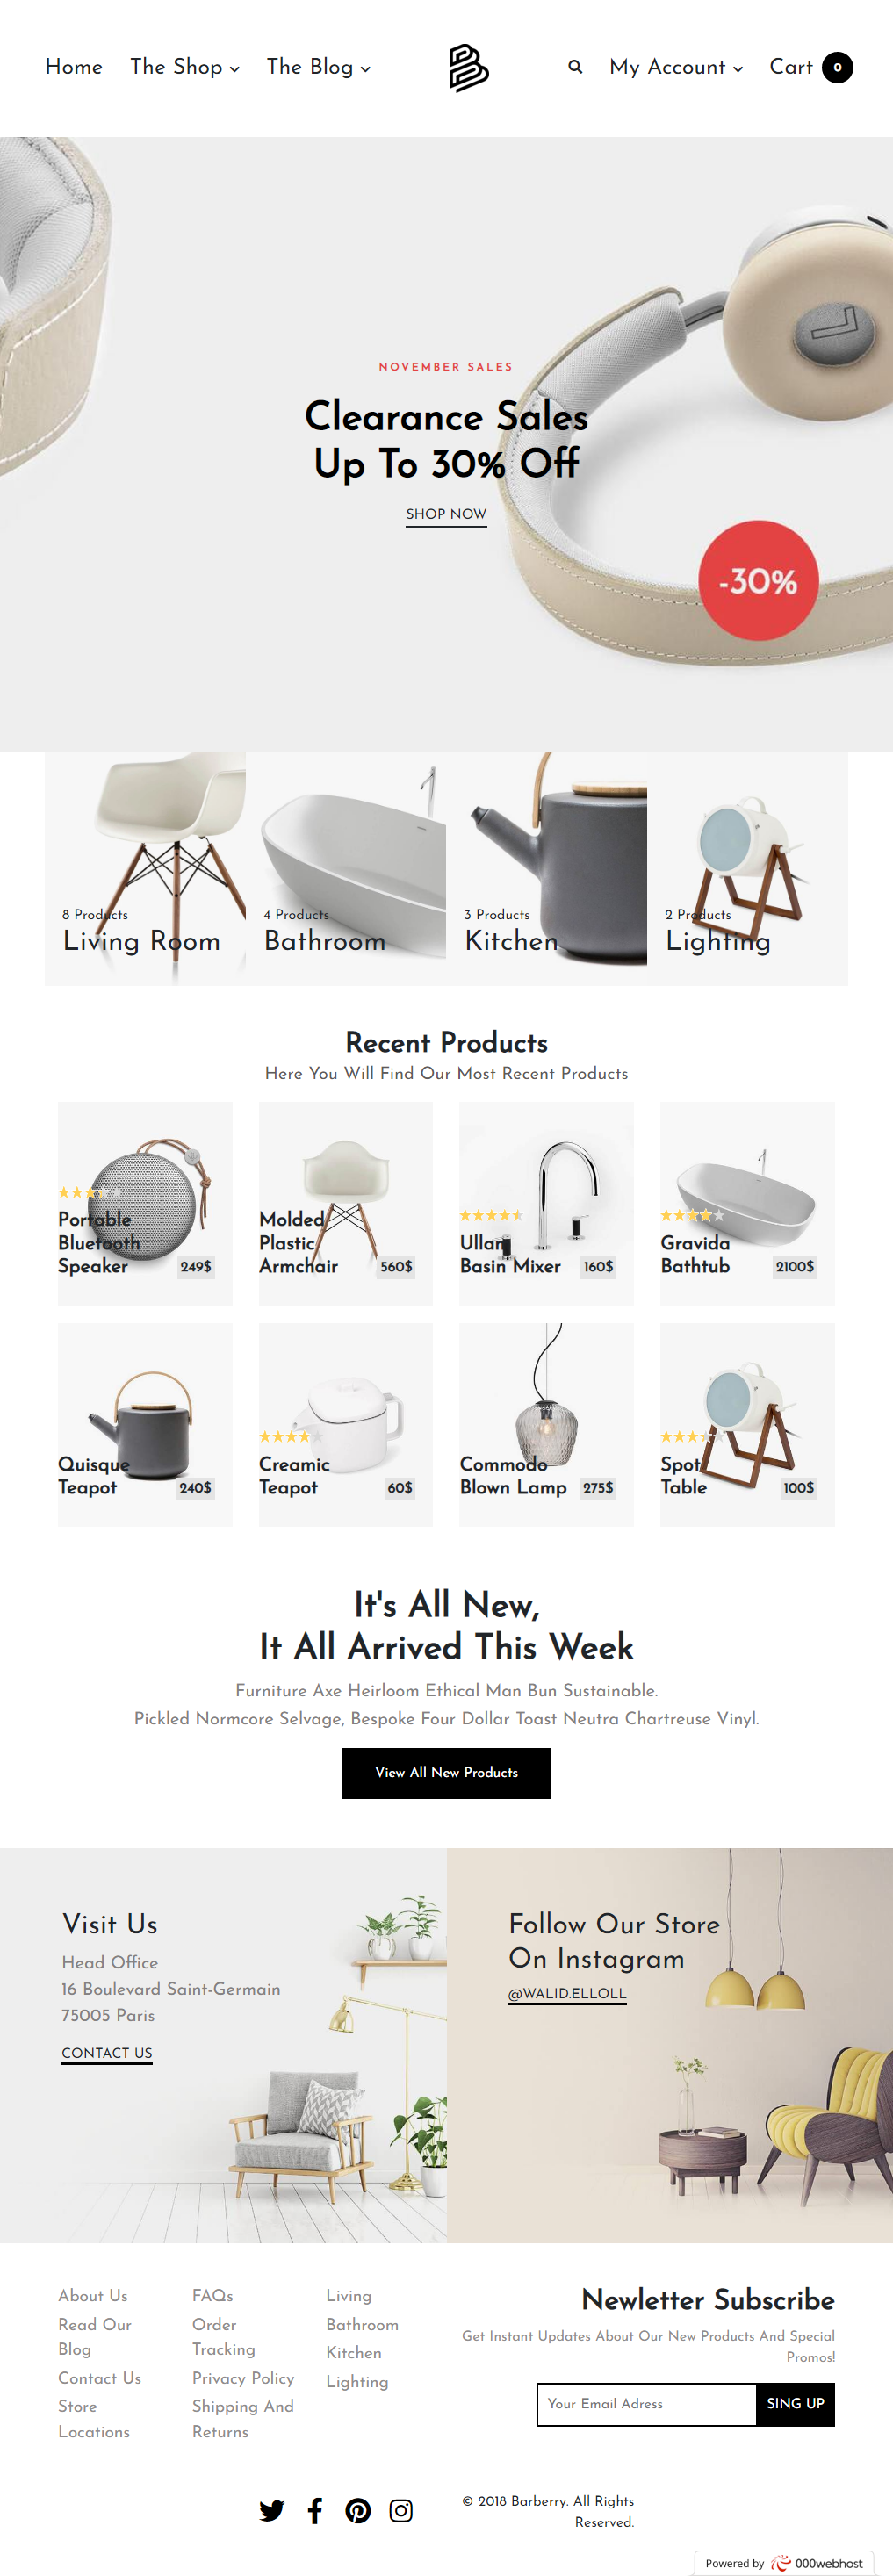 Home
The Shop
The Blog
My Account
Cart
0
NOVEMBER SALES
Clearance Sales
Up To 30% Off
SHOP NOW
-30%
8 Products
Living Room
4 Products
Bathroom
3 Products
Kitchen
2 Products
Lighting
Recent Products
Here You Will Find Our Most Recent Products
Portable
Bluetooth
Speaker
249$
Molded
Plastic
Armchair
560$
Ullan
Basin Mixer
160$
Gravida
Bathtub
2100$
Quisque
Teapot
240$
Creamic
Teapot
60$
Commodo
Blown Lamp
275$
Spot
Table
100$
It's All New,
It All Arrived This Week
Furniture Axe Heirloom Ethical Man Bun Sustainable.
Pickled Normcore Selvage, Bespoke Four Dollar Toast Neutra Chartreuse Vinyl.
View All New Products
Visit Us
Head Office
16 Boulevard Saint-Germain
75005 Paris
CONTACT US
Follow Our Store
On Instagram
@WALID.ELLOLL
About Us
Read Our
Blog
Contact Us
Store
Locations
FAQs
Order
Tracking
Privacy Policy
Shipping And
Returns
Living
Bathroom
Kitchen
Lighting
Newletter Subscribe
Get Instant Updates About Our New Products And Special
Promos!
Your Email Adress
SING UP
© 2018 Barberry. All Rights
Reserved.
Powered by 000webhost